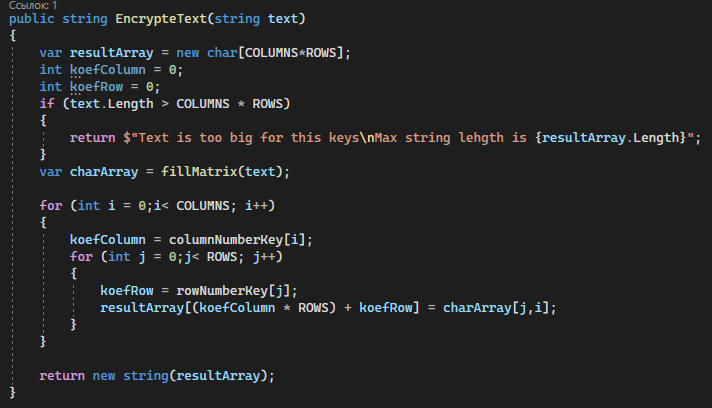 Ссылок: 1
public string EncrypteText(string text)
{
    var resultArray = new char[COLUMNS*ROWS];
    int koefColumn = 0;
    int koefRow = 0;
    if (text.Length > COLUMNS * ROWS)
    {
        return $"Text is too big for this keys\nMax string lehgth is {resultArray.Length}";
    }
    var charArray = fillMatrix(text);

    for (int i = 0;i< COLUMNS; i++)
    {
        koefColumn = columnNumberKey[i];
        for (int j = 0;j< ROWS; j++)
        {
            koefRow = rowNumberKey[j];
            resultArray[(koefColumn * ROWS) + koefRow] = charArray[j,i];
        }
    }

    return new string(resultArray);
}